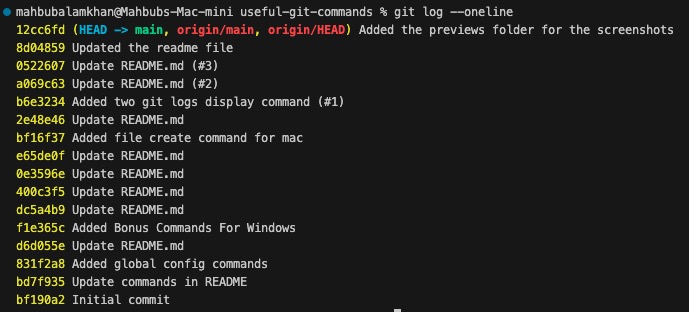 mahbubalamkhan@Mahbubs-Mac-mini useful-git-commands % git log --oneline
12cc6fd (HEAD -> main, origin/main, origin/HEAD) Added the previews folder for the screenshots
8d04859 Updated the readme file
0522607 Update README.md (#3)
a069c63 Update README.md (#2)
b6e3234 Added two git logs display command (#1)
2e48e46 Update README.md
bf16f37 Added file create command for mac
e65de0f Update README.md
0e3596e Update README.md
400c3f5 Update README.md
dc5a4b9 Update README.md
f1e365c Added Bonus Commands For Windows
d6d055e Update README.md
831f2a8 Added global config commands
bd7f935 Update commands in README
bf190a2 Initial commit